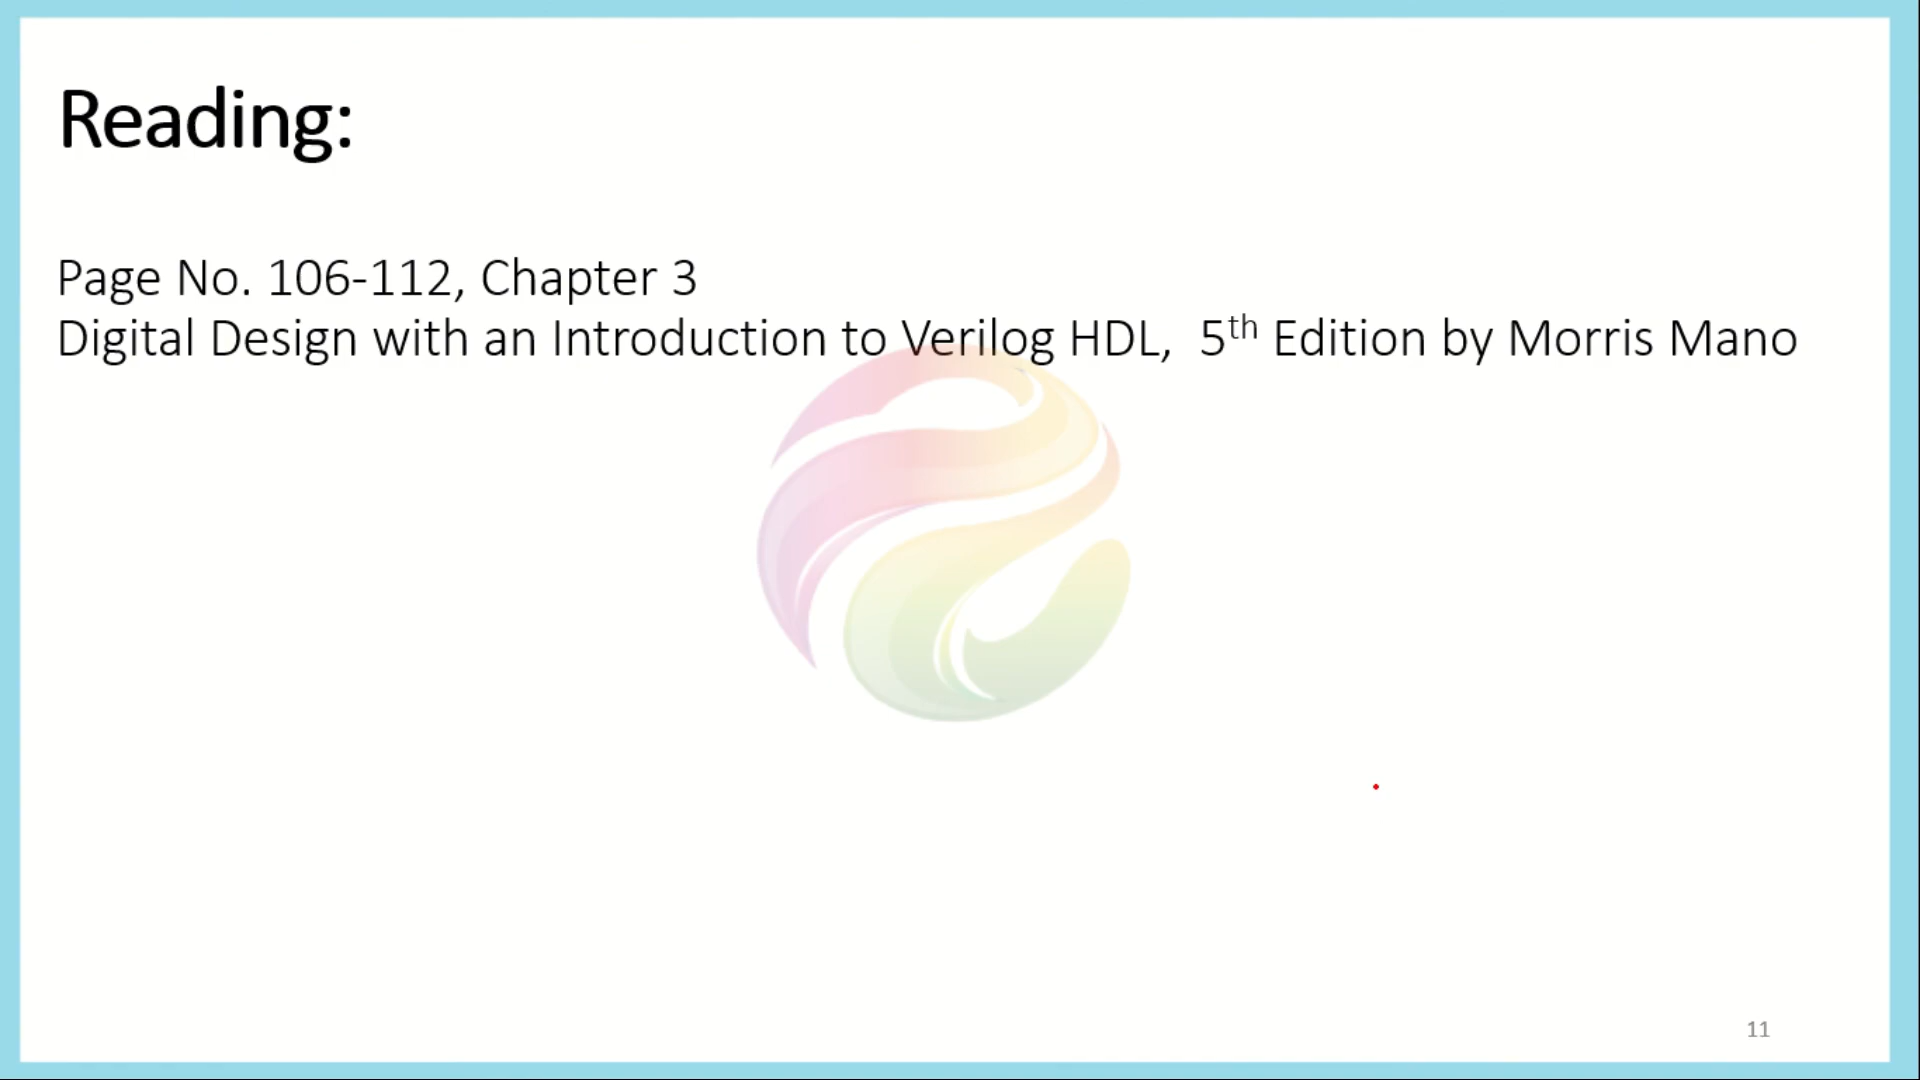 Reading:
Page No. 106-112, Chapter 3
Digital Design with an Introduction to Verilog HDL,  5th Edition by Morris Mano
11